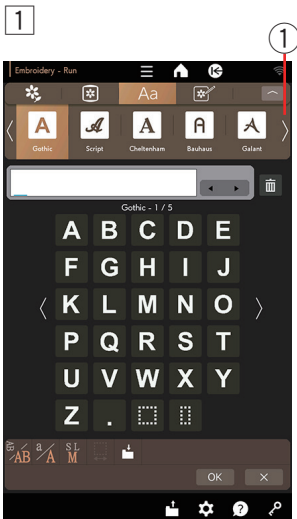 1
1
Embroidery - Run
Aa
A A A A A
Gothic Script Cheltenham Bauhaus Galant
Gothic - 1 / 5
A B C D E
F G H I J
K L M N O
P Q R S T
U V W X Y
Z .
AB a/A S L
M
OK ×
?